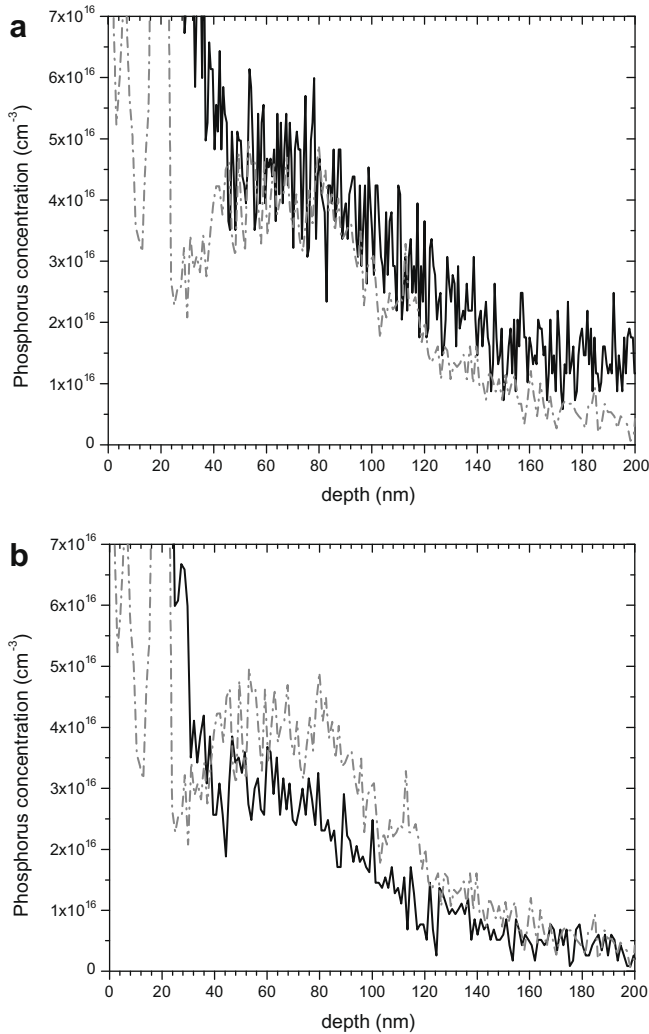 a
7x10^16
6x10^16
5x10^16
4x10^16
3x10^16
2x10^16
1x10^16
0
Phosphorus concentration (cm^-3)
0 20 40 60 80 100 120 140 160 180 200
depth (nm)
b
7x10^16
6x10^16
5x10^16
4x10^16
3x10^16
2x10^16
1x10^16
0
Phosphorus concentration (cm^-3)
0 20 40 60 80 100 120 140 160 180 200
depth (nm)